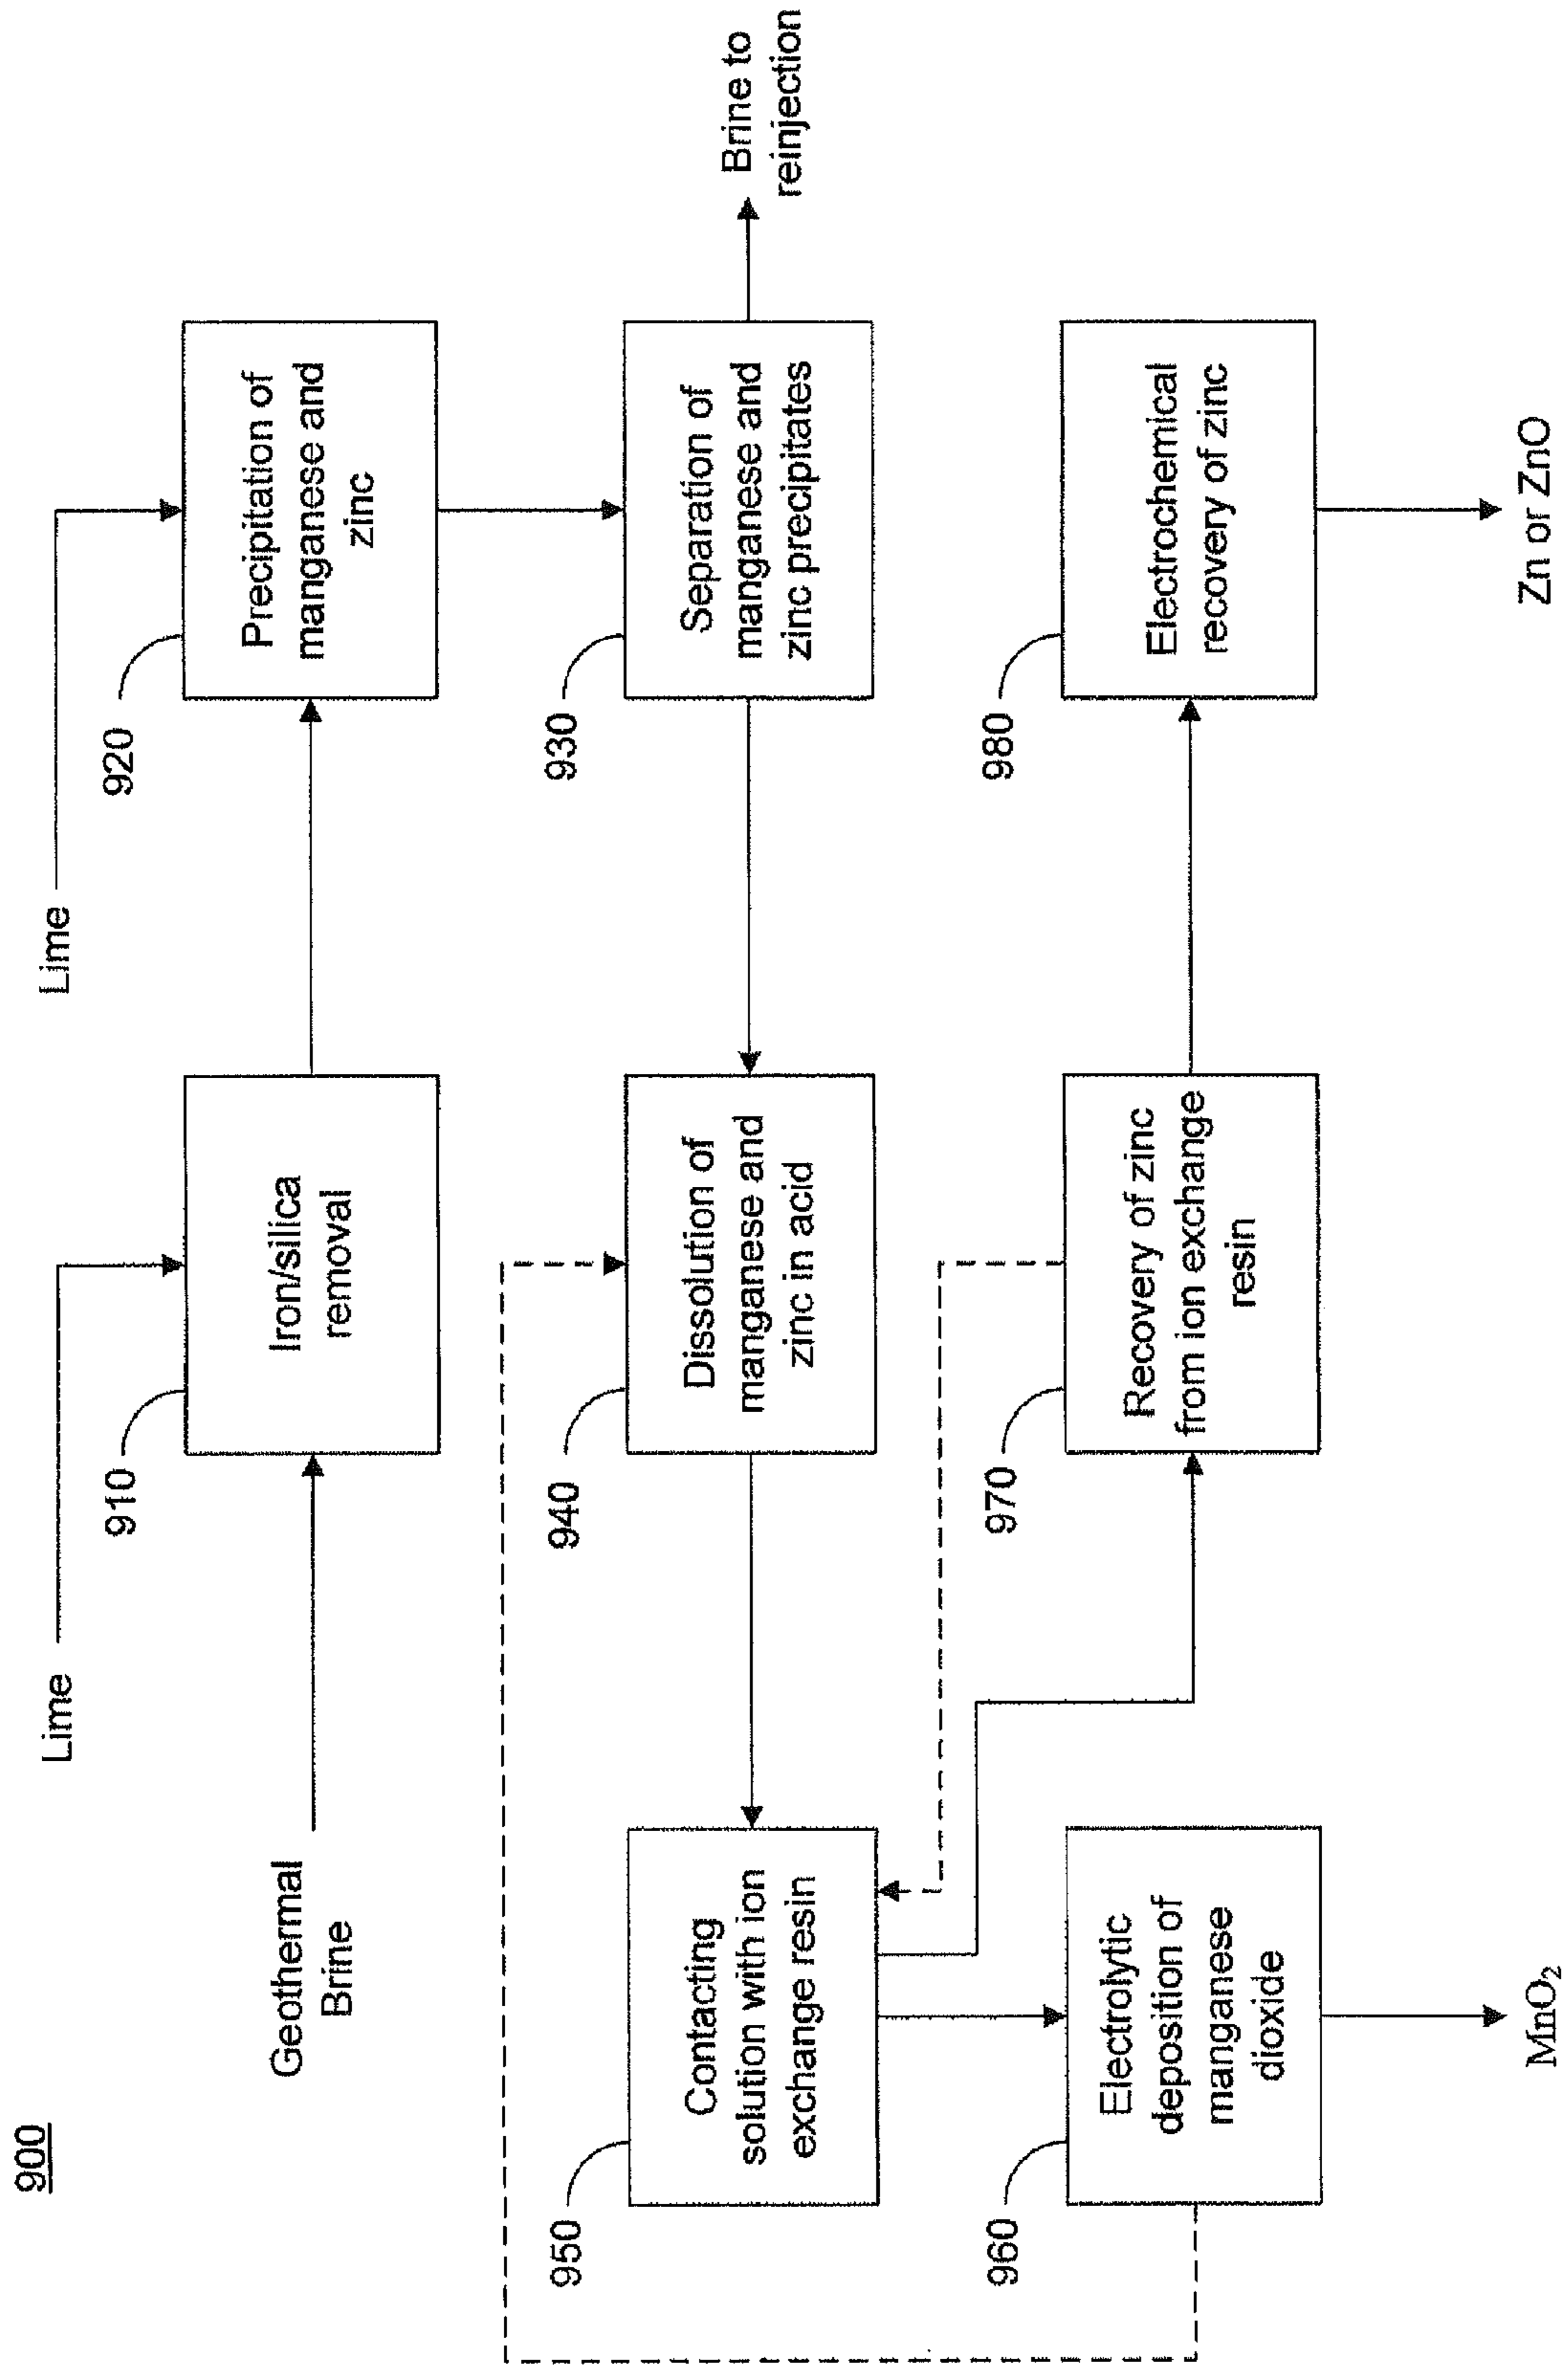 900
Lime
Lime
Geothermal
Brine
910
Iron/silica
removal
920
Precipitation of
manganese and
zinc
950
Contacting
solution with ion
exchange resin
940
Dissolution of
manganese and
zinc in acid
930
Separation of
manganese and
zinc precipitates
Brine to
reinjection
960
Electrolytic
deposition of
manganese
dioxide
970
Recovery of zinc
from ion exchange
resin
980
Electrochemical
recovery of zinc
MnO₂
Zn or ZnO